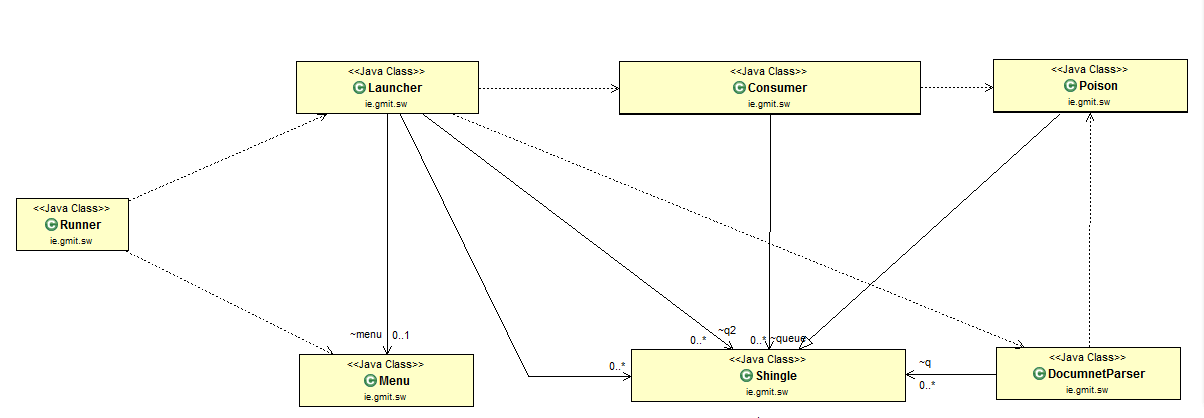 <<Java Class>>
Launcher
ie.gmit.sw
<<Java Class>>
Consumer
ie.gmit.sw
<<Java Class>>
Poison
ie.gmit.sw
<<Java Class>>
Runner
ie.gmit.sw
~menu
0..1
<<Java Class>>
Menu
ie.gmit.sw
0..*
~q2
0..*
~queue
0..*
<<Java Class>>
Shingle
ie.gmit.sw
~q
0..*
<<Java Class>>
DocumnetParser
ie.gmit.sw